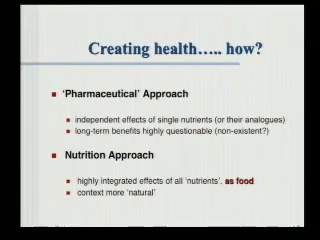 Creating health….. how?
'Pharmaceutical' Approach
independent effects of single nutrients (or their analogues)
long-term benefits highly questionable (non-existent?)
Nutrition Approach
highly integrated effects of all 'nutrients', as food
context more 'natural'